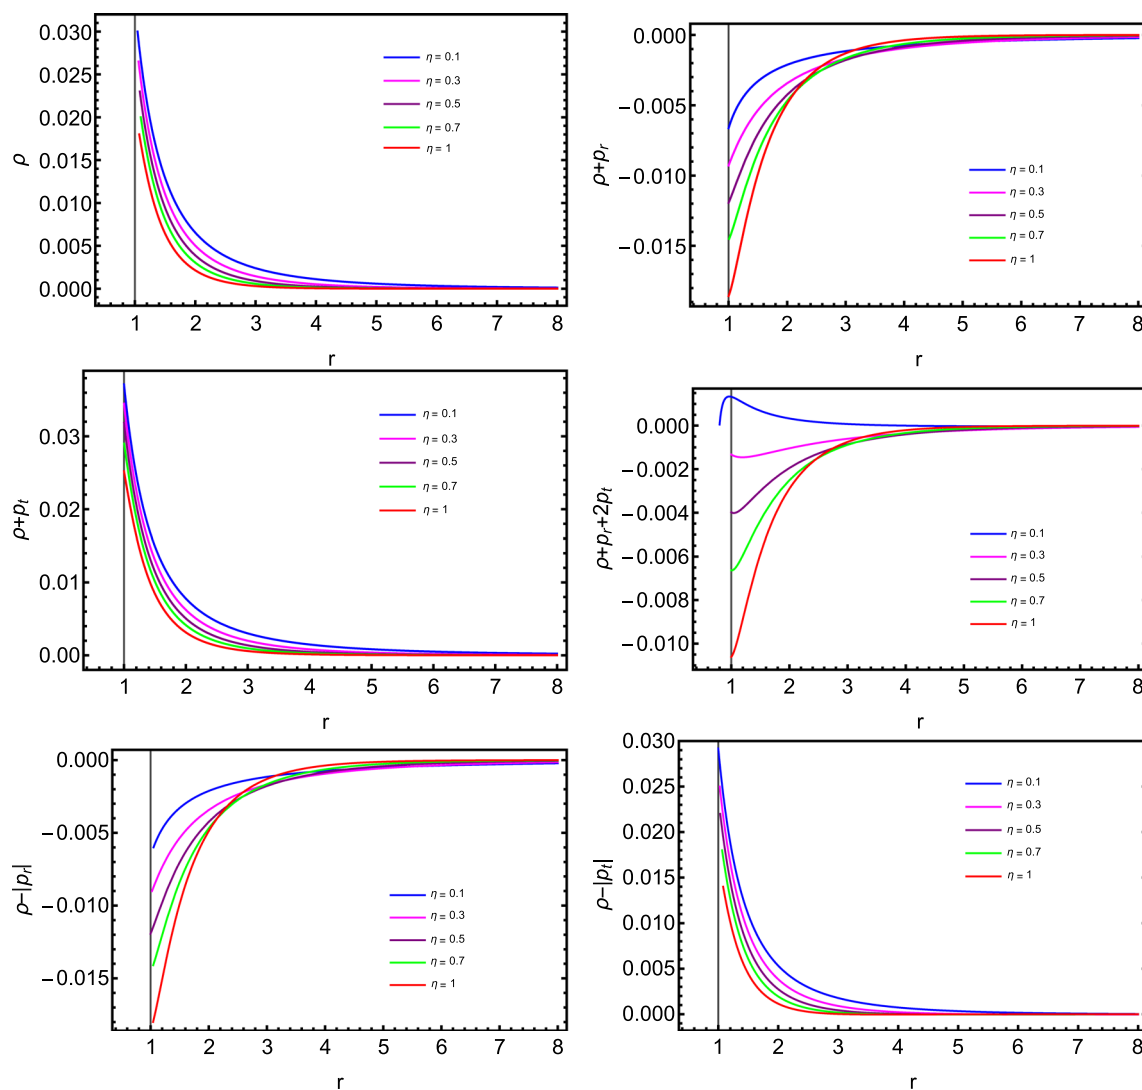 0.030
0.025
0.020
0.015
0.010
0.005
0.000
ρ
η = 0.1
η = 0.3
η = 0.5
η = 0.7
η = 1
1 2 3 4 5 6 7 8
r
0.000
−0.005
−0.010
−0.015
ρ+pᵣ
η = 0.1
η = 0.3
η = 0.5
η = 0.7
η = 1
1 2 3 4 5 6 7 8
r
0.03
0.02
0.01
0.00
ρ+pₜ
η = 0.1
η = 0.3
η = 0.5
η = 0.7
η = 1
1 2 3 4 5 6 7 8
r
0.000
−0.002
−0.004
−0.006
−0.008
−0.010
ρ+pᵣ+2pₜ
η = 0.1
η = 0.3
η = 0.5
η = 0.7
η = 1
1 2 3 4 5 6 7 8
r
0.000
−0.005
−0.010
−0.015
ρ−|pᵣ|
η = 0.1
η = 0.3
η = 0.5
η = 0.7
η = 1
1 2 3 4 5 6 7 8
r
0.030
0.025
0.020
0.015
0.010
0.005
0.000
ρ−|pₜ|
η = 0.1
η = 0.3
η = 0.5
η = 0.7
η = 1
1 2 3 4 5 6 7 8
r